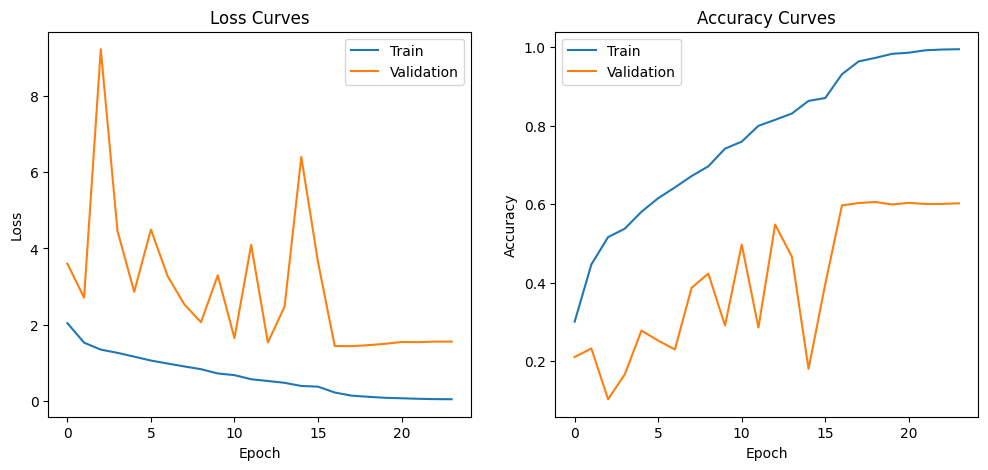 Loss Curves
Train
Validation
8
6
4
2
0
Loss
0
5
10
15
20
Epoch
Accuracy Curves
Train
Validation
1.0
0.8
0.6
0.4
0.2
Accuracy
0
5
10
15
20
Epoch